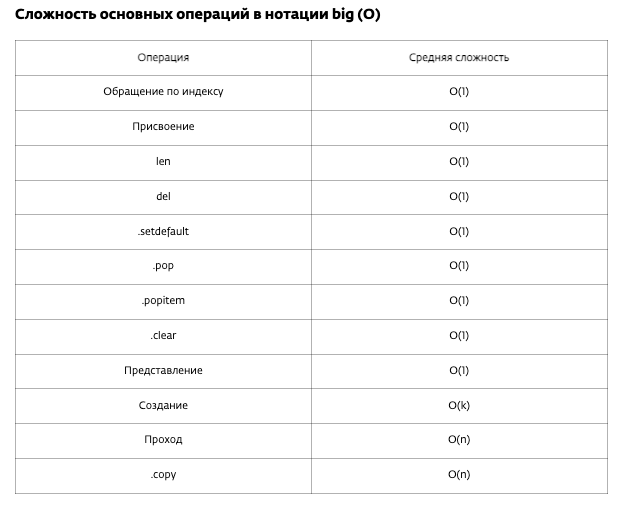 Сложность основных операций в нотации big (O)
Операция Средняя сложность
Обращение по индексу O(1)
Присвоение O(1)
len O(1)
del O(1)
.setdefault O(1)
.pop O(1)
.popitem O(1)
.clear O(1)
Представление O(1)
Создание O(k)
Проход O(n)
.copy O(n)